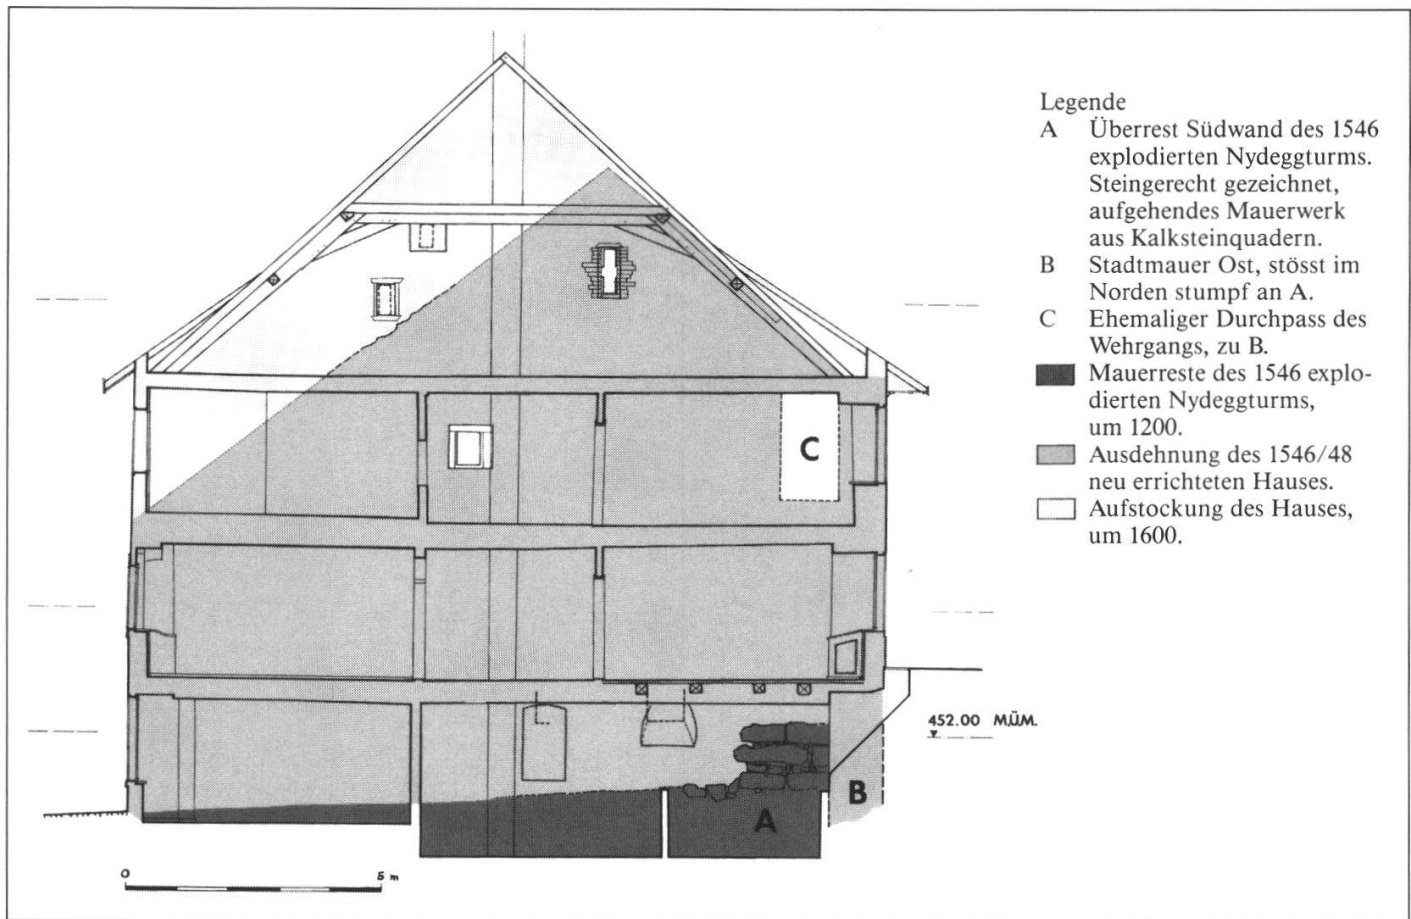 Legende
A Überrest Südwand des 1546
explodierten Nydeggturms.
Steingerecht gezeichnet,
aufgehendes Mauerwerk
aus Kalksteinquadern.
B Stadtmauer Ost, stösst im
Norden stumpf an A.
C Ehemaliger Durchpass des
Wehrgangs, zu B.
Mauerreste des 1546 explo-
dierten Nydeggturms,
um 1200.
Ausdehnung des 1546/48
neu errichteten Hauses.
Aufstockung des Hauses,
um 1600.
C
452.00 M.Ü.M.
B
A
0 5 m